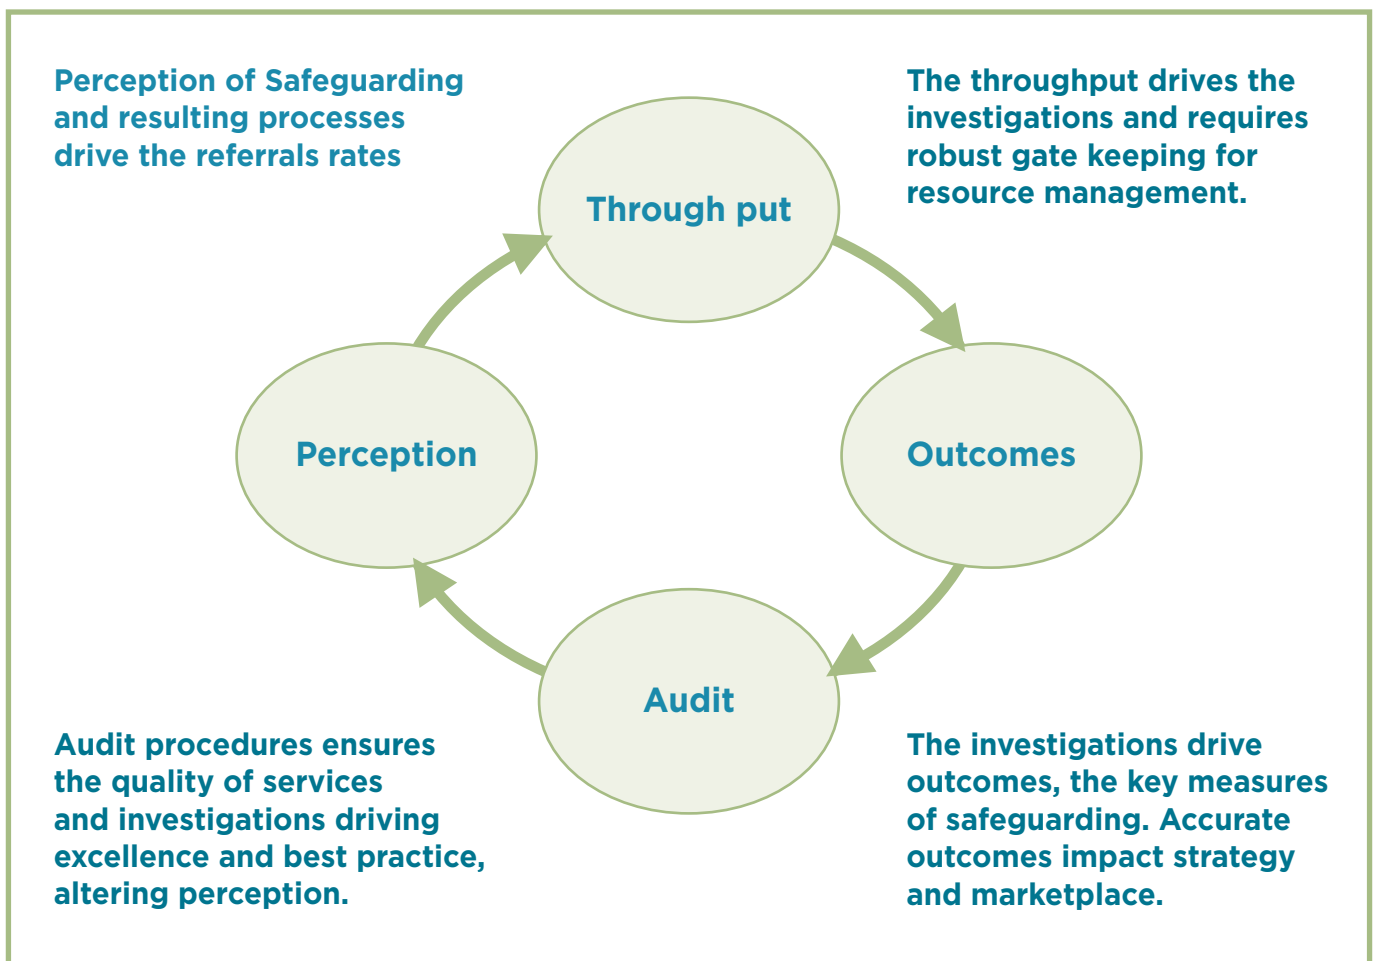 Perception of Safeguarding
and resulting processes
drive the referrals rates
The throughput drives the
investigations and requires
robust gate keeping for
resource management.
Through put
Perception
Outcomes
Audit
Audit procedures ensures
the quality of services
and investigations driving
excellence and best practice,
altering perception.
The investigations drive
outcomes, the key measures
of safeguarding. Accurate
outcomes impact strategy
and marketplace.